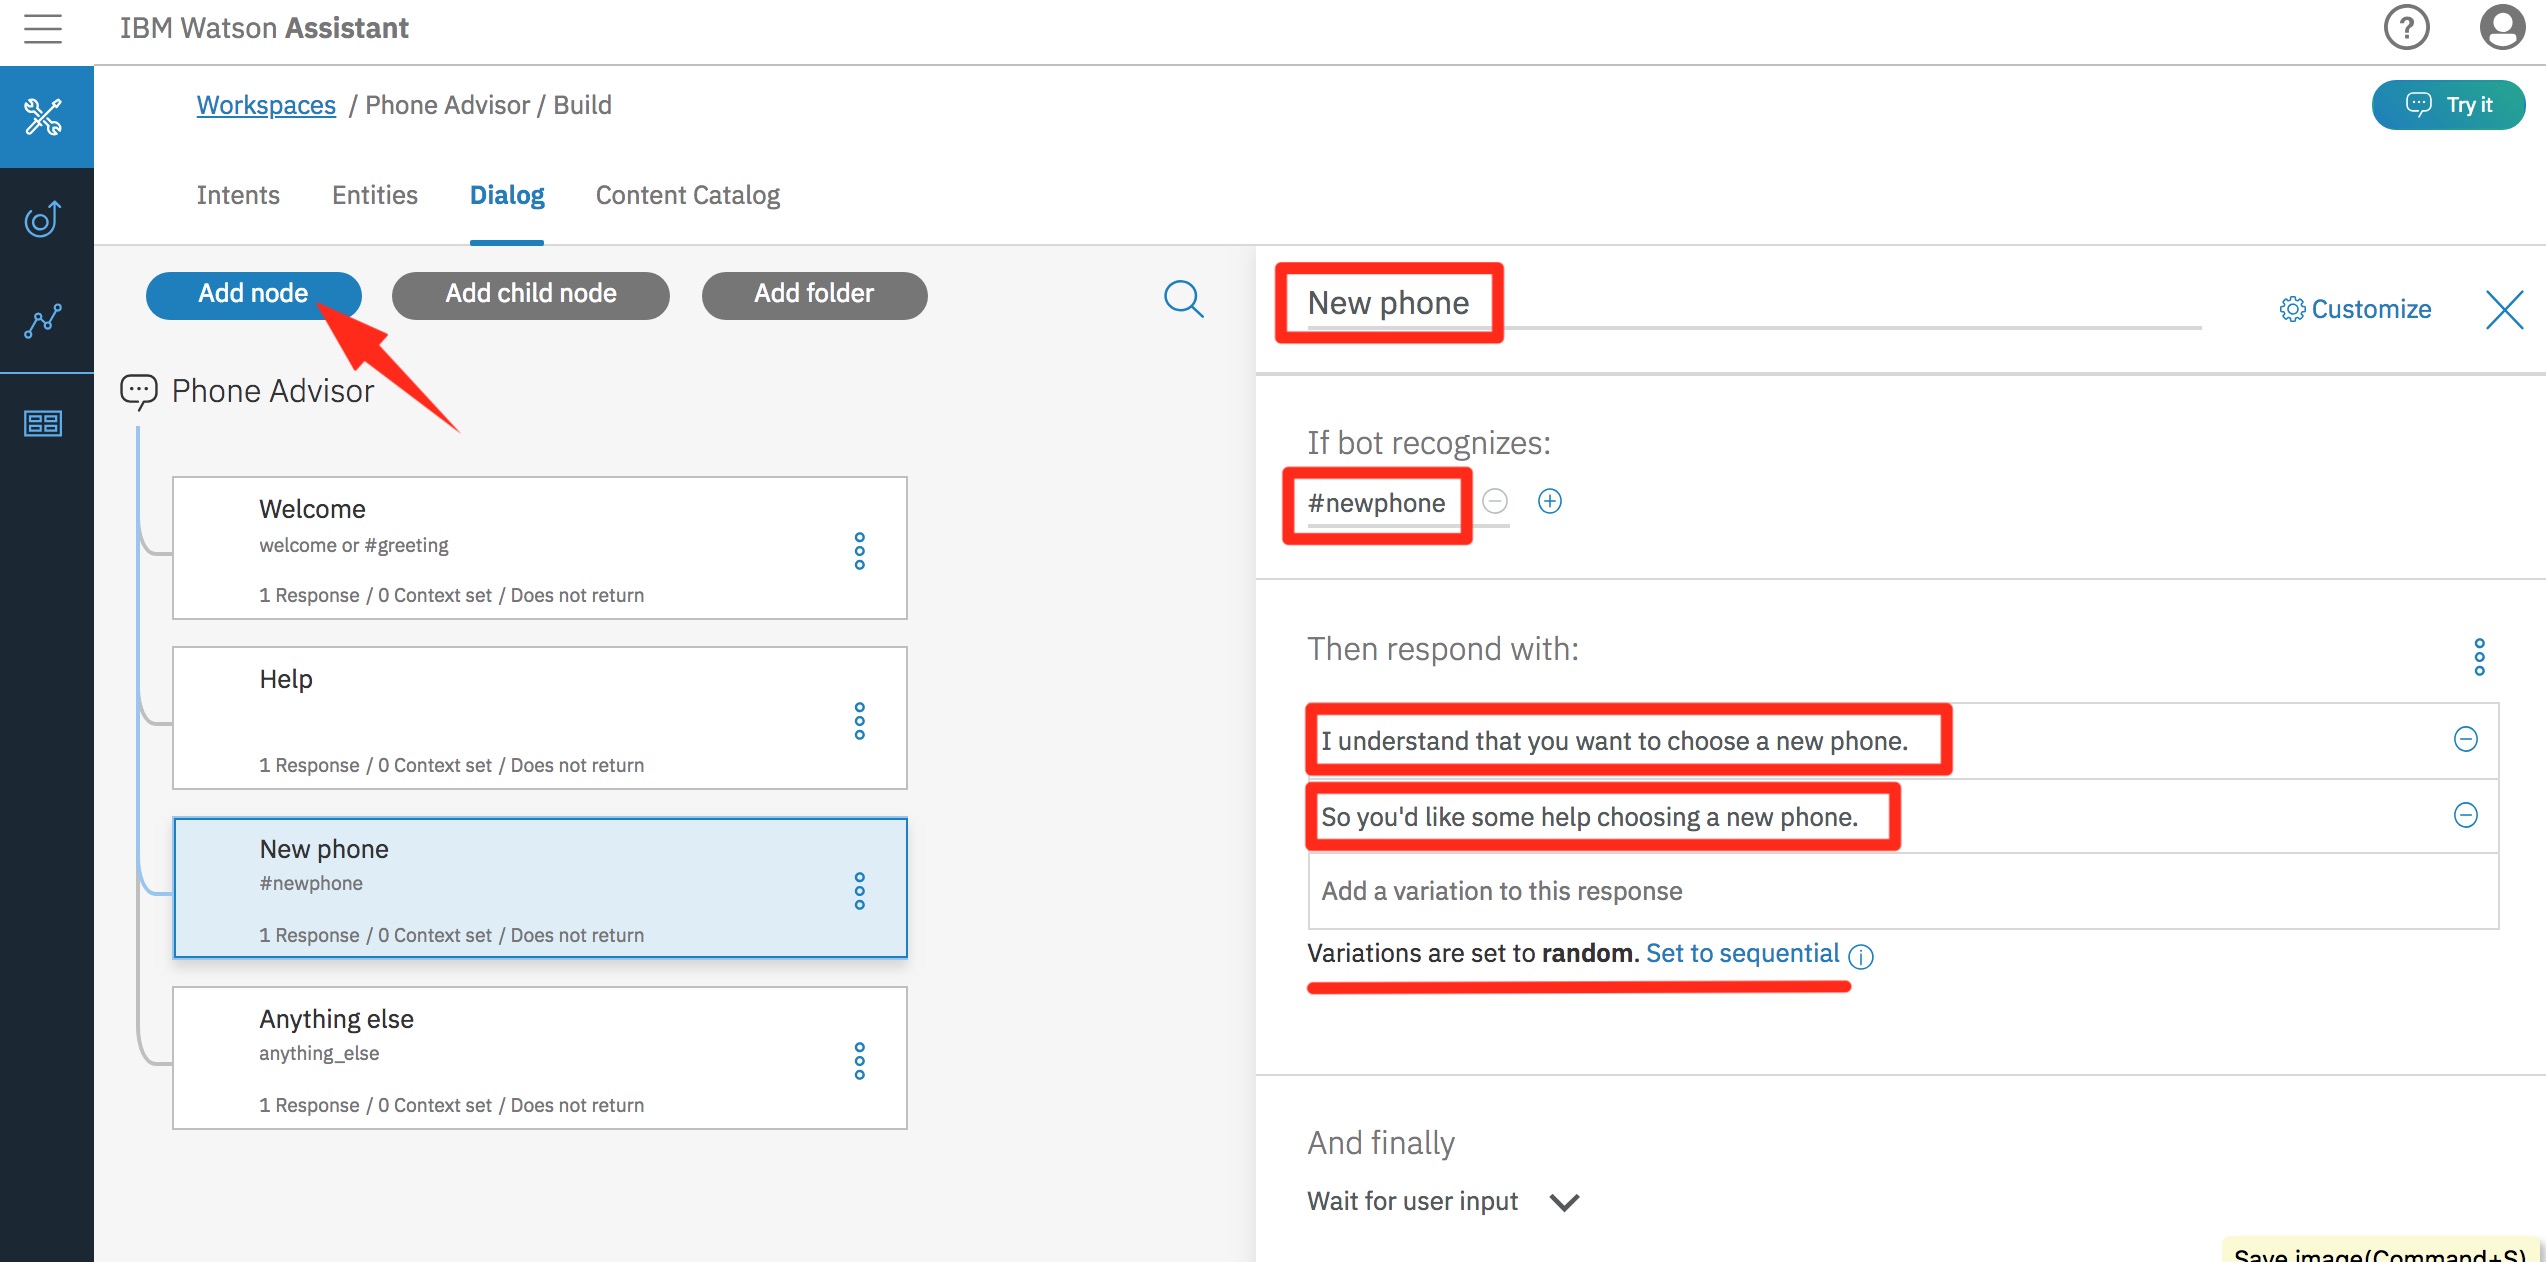 IBM Watson Assistant
?
Workspaces / Phone Advisor / Build
Try it
Intents Entities Dialog Content Catalog
Add node Add child node Add folder
Phone Advisor
Welcome
welcome or #greeting
1 Response / 0 Context set / Does not return
Help
1 Response / 0 Context set / Does not return
New phone
#newphone
1 Response / 0 Context set / Does not return
Anything else
anything_else
1 Response / 0 Context set / Does not return
New phone
Customize
If bot recognizes:
#newphone
Then respond with:
I understand that you want to choose a new phone.
So you'd like some help choosing a new phone.
Add a variation to this response
Variations are set to random. Set to sequential
And finally
Wait for user input
Save image(Command+S)